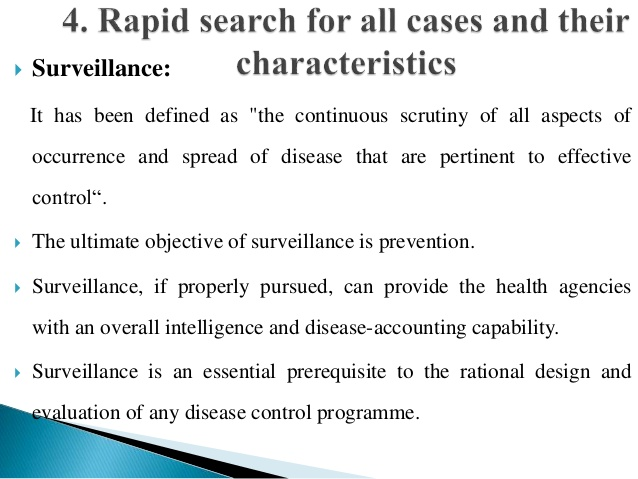 4. Rapid search for all cases and their
characteristics
Surveillance:
It has been defined as "the continuous scrutiny of all aspects of
occurrence and spread of disease that are pertinent to effective
control“.
The ultimate objective of surveillance is prevention.
Surveillance, if properly pursued, can provide the health agencies
with an overall intelligence and disease-accounting capability.
Surveillance is an essential prerequisite to the rational design and
evaluation of any disease control programme.